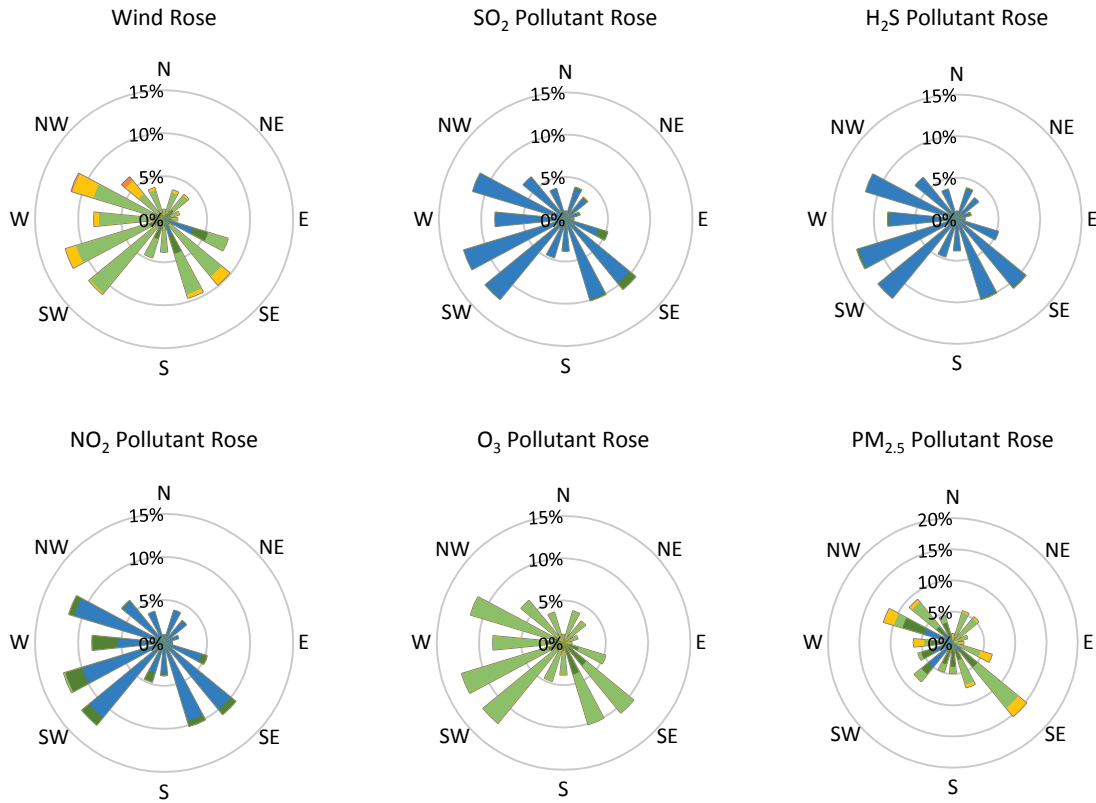 Wind Rose
N
15%
NW
NE
10%
5%
W
0%
E
SW
SE
S
SO₂ Pollutant Rose
N
15%
NW
NE
10%
5%
W
0%
E
SW
SE
S
H₂S Pollutant Rose
N
15%
NW
NE
10%
5%
W
0%
E
SW
SE
S
NO₂ Pollutant Rose
N
15%
NW
NE
10%
5%
W
0%
E
SW
SE
S
O₃ Pollutant Rose
N
15%
NW
NE
10%
5%
W
0%
E
SW
SE
S
PM₂.₅ Pollutant Rose
N
20%
NW
NE
15%
10%
5%
W
0%
E
SW
SE
S